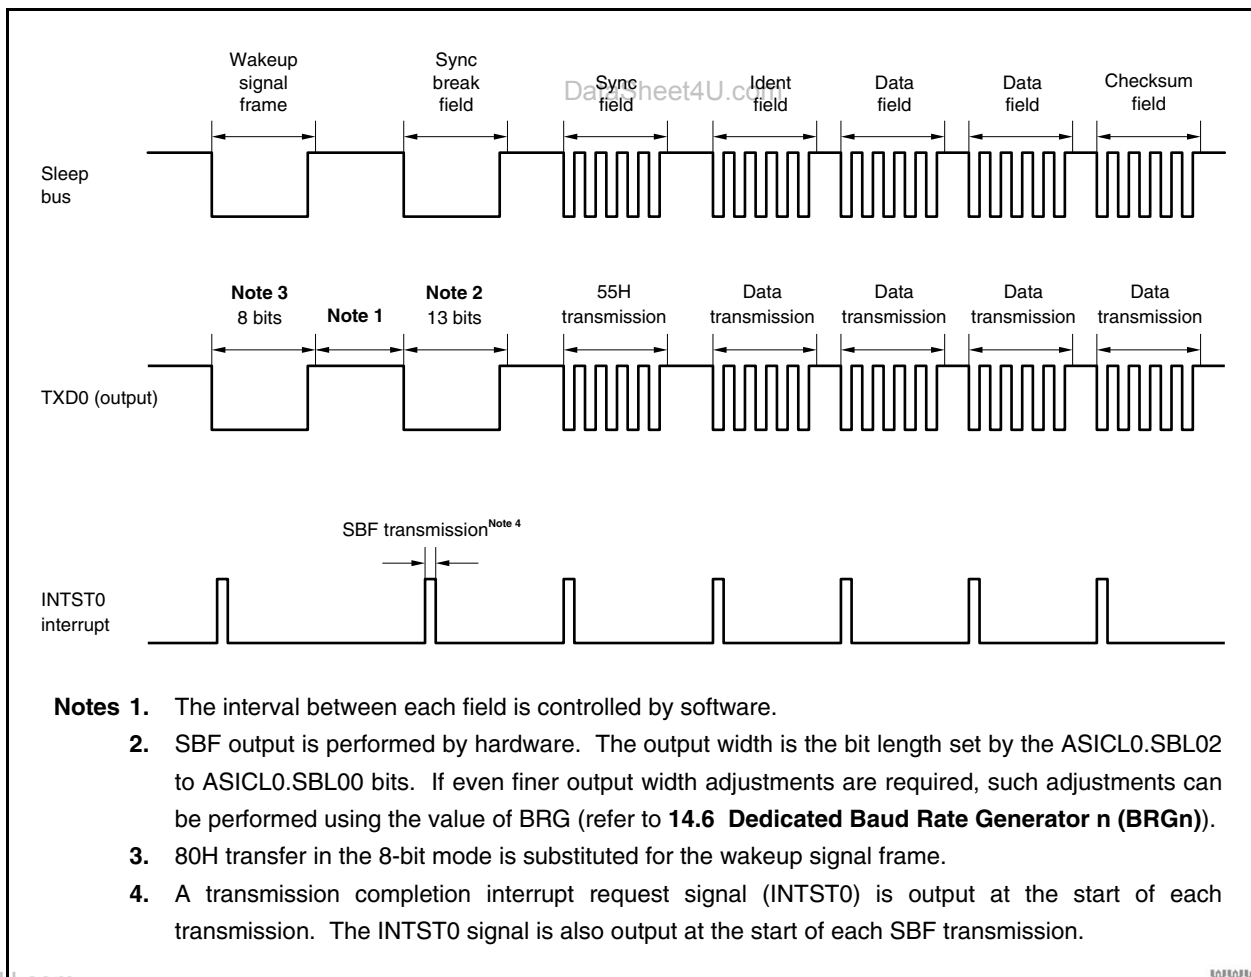 Wakeup signal frame
Sync break field
Sync field
Ident field
Data field
Data field
Checksum field
DataSheet4U.com
Sleep bus
Note 3 8 bits
Note 1
Note 2 13 bits
55H transmission
Data transmission
Data transmission
Data transmission
Data transmission
TXD0 (output)
SBF transmission Note 4
INTST0 interrupt
Notes 1. The interval between each field is controlled by software.
2. SBF output is performed by hardware. The output width is the bit length set by the ASICL0.SBL02
to ASICL0.SBL00 bits. If even finer output width adjustments are required, such adjustments can
be performed using the value of BRG (refer to 14.6 Dedicated Baud Rate Generator n (BRGn)).
3. 80H transfer in the 8-bit mode is substituted for the wakeup signal frame.
4. A transmission completion interrupt request signal (INTST0) is output at the start of each
transmission. The INTST0 signal is also output at the start of each SBF transmission.